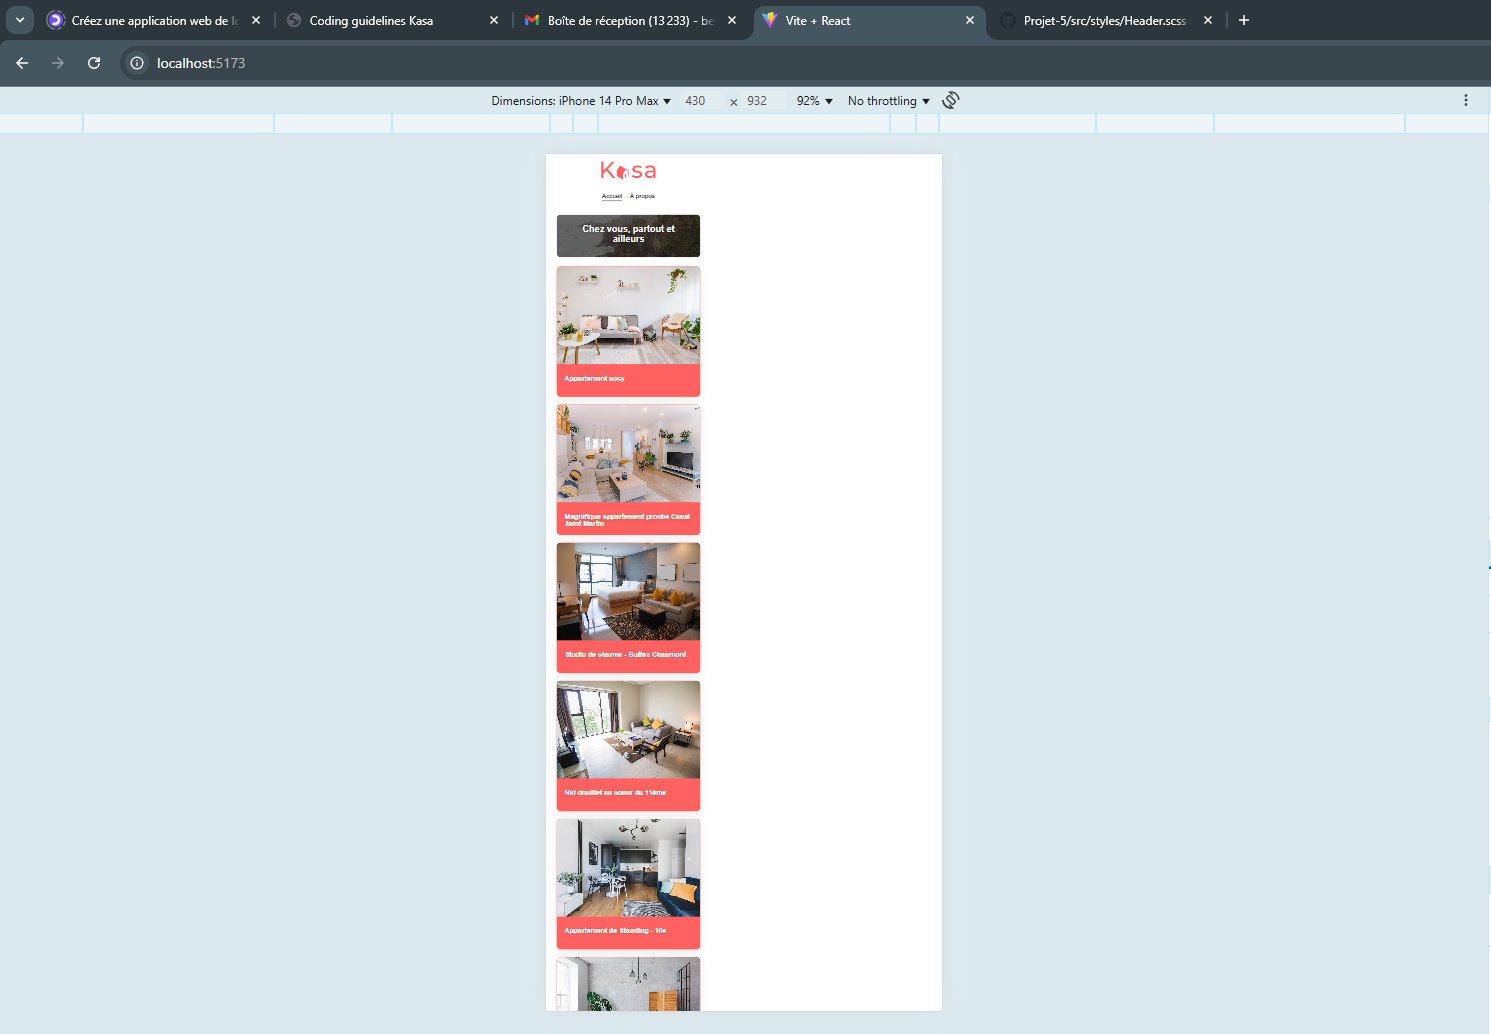 Créez une application web de lo
Coding guidelines Kasa
Boîte de réception (13 233) - be
Vite + React
Projet-5/src/styles/Header.scss
localhost:5173
Dimensions: iPhone 14 Pro Max 430 × 932 92% No throttling
Kasa
Accueil À propos
Chez vous, partout et
ailleurs
Appartement cosy
Magnifique appartement proche Canal
Saint Martin
Studio de charme - Buttes Chaumont
Nid douillet au coeur du 11ème
Appartement de Standing - 10e